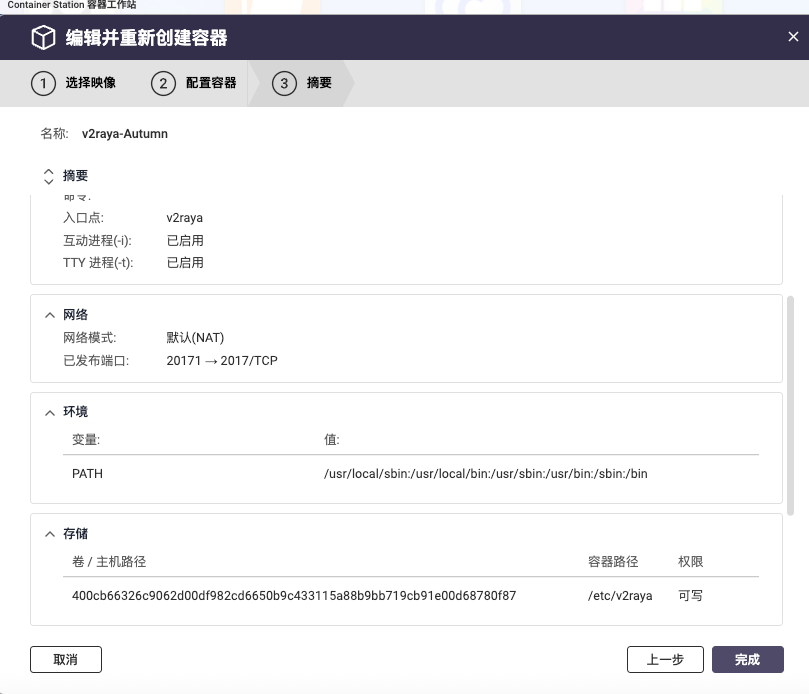 Container Station 容器工作站
编辑并重新创建容器
1 选择映像 2 配置容器 3 摘要
名称: v2raya-Autumn
摘要
命令:
入口点: v2raya
互动进程(-i): 已启用
TTY 进程(-t): 已启用
网络
网络模式: 默认(NAT)
已发布端口: 20171 → 2017/TCP
环境
变量: 值:
PATH /usr/local/sbin:/usr/local/bin:/usr/sbin:/usr/bin:/sbin:/bin
存储
卷 / 主机路径 容器路径 权限
400cb66326c9062d00df982cd6650b9c433115a88b9bb719cb91e00d68780f87 /etc/v2raya 可写
取消 上一步 完成